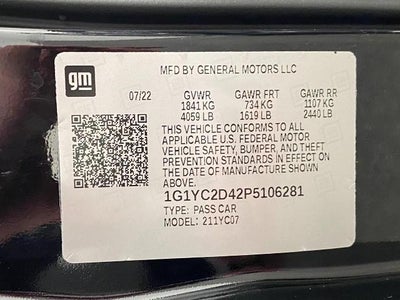 gm
MFD BY GENERAL MOTORS LLC
07/22 GVWR GAWR FRT GAWR RR
1841 KG 734 KG 1107 KG
4059 LB 1619 LB 2440 LB
THIS VEHICLE CONFORMS TO ALL
APPLICABLE U.S. FEDERAL MOTOR
VEHICLE SAFETY, BUMPER, AND THEFT
PREVENTION STANDARDS IN EFFECT ON
THE DATE OF MANUFACTURE SHOWN
ABOVE.
1G1YC2D42P5106281
TYPE: PASS CAR
MODEL: 211YC07